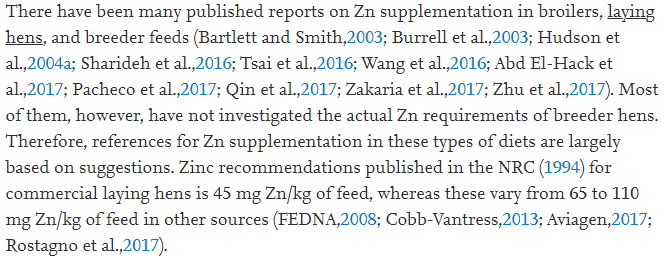 There have been many published reports on Zn supplementation in broilers, laying
hens, and breeder feeds (Bartlett and Smith,2003; Burrell et al.,2003; Hudson et
al.,2004a; Sharideh et al.,2016; Tsai et al.,2016; Wang et al.,2016; Abd El-Hack et
al.,2017; Pacheco et al.,2017; Qin et al.,2017; Zakaria et al.,2017; Zhu et al.,2017). Most
of them, however, have not investigated the actual Zn requirements of breeder hens.
Therefore, references for Zn supplementation in these types of diets are largely
based on suggestions. Zinc recommendations published in the NRC (1994) for
commercial laying hens is 45 mg Zn/kg of feed, whereas these vary from 65 to 110
mg Zn/kg of feed in other sources (FEDNA,2008; Cobb-Vantress,2013; Aviagen,2017;
Rostagno et al.,2017).